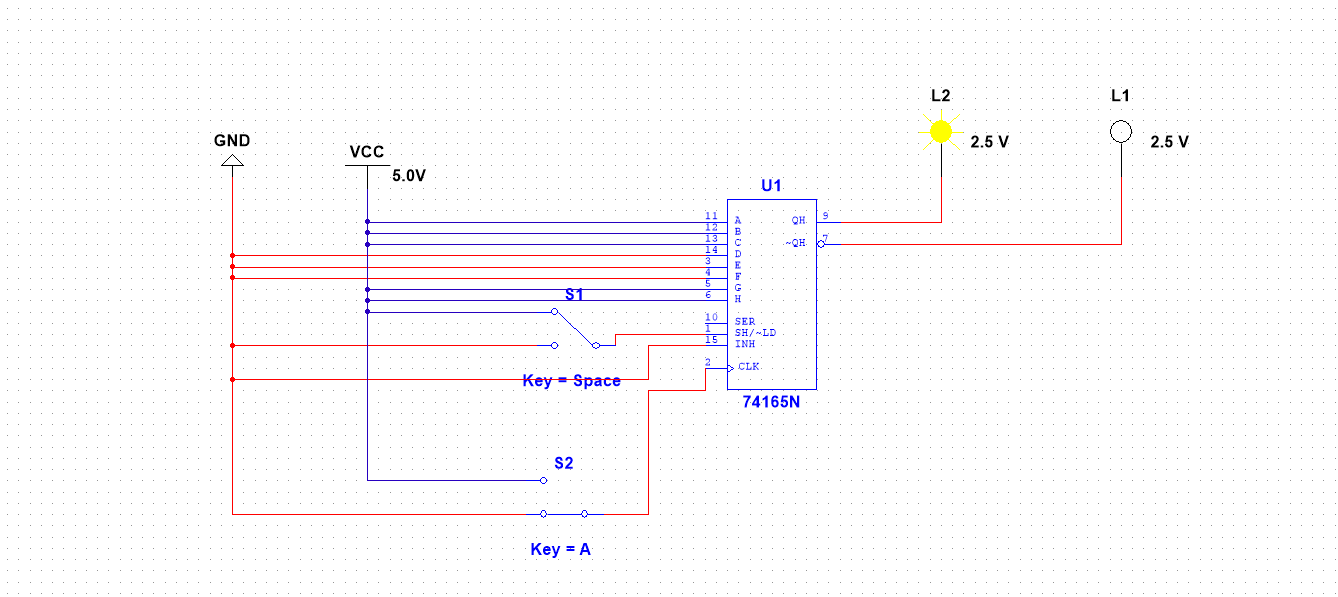 L2
L1
GND
2.5 V
2.5 V
VCC
5.0V
U1
11 A QH 9
12 B
13 C ~QH 7
14 D
3 E
4 F
5 G
6 H
S1
10 SER
1 SH/~LD
15 INH
2 CLK
Key = Space
74165N
S2
Key = A